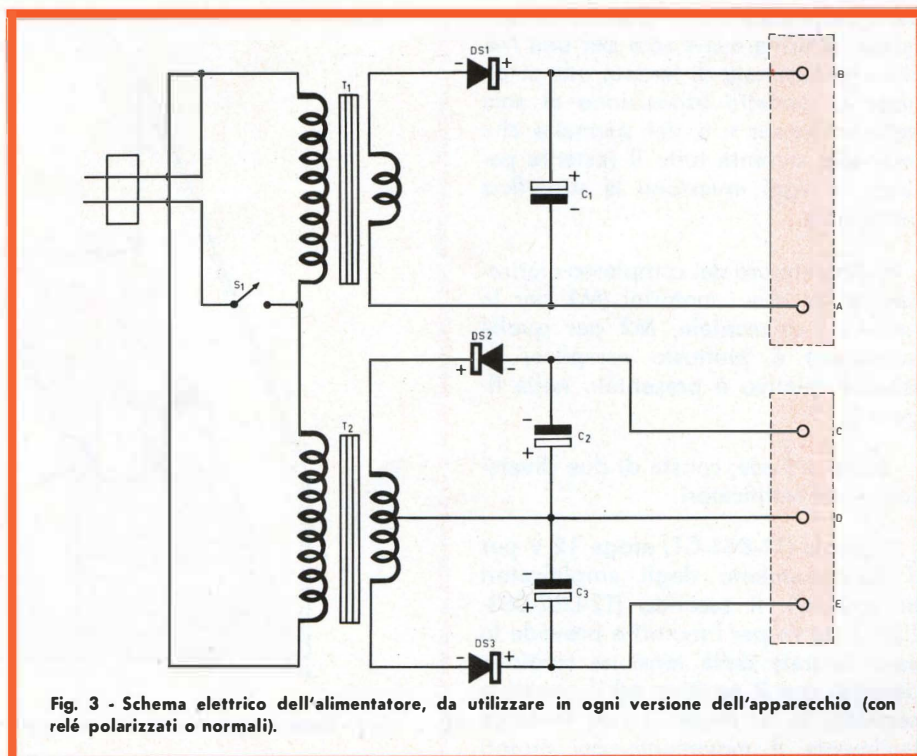 DS1
- +
B
T1
+
C1
-
S1
A
DS2
+ -
C
T2
-
C2
+
D
-
C3
+
E
DS3
- +
Fig. 3 - Schema elettrico dell'alimentatore, da utilizzare in ogni versione dell'apparecchio (con
relé polarizzati o normali).